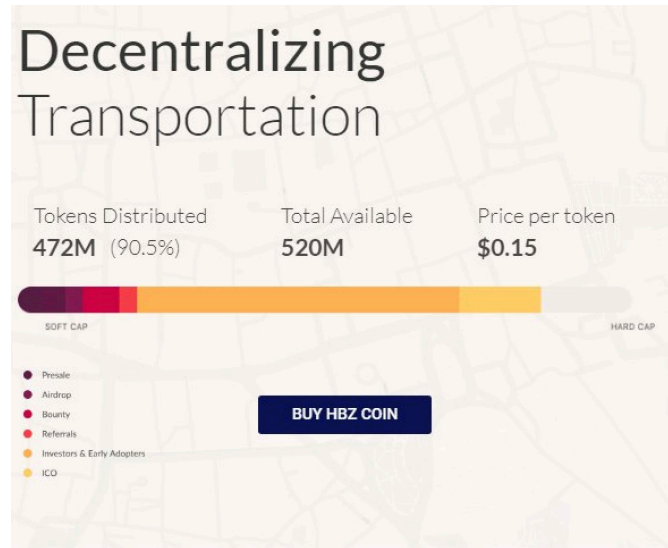 Decentralizing
Transportation
Tokens Distributed
472M (90.5%)
Total Available
520M
Price per token
$0.15
SOFT CAP
HARD CAP
Presale
Airdrop
Bounty
Referrals
Investors & Early Adopters
ICO
BUY HBZ COIN